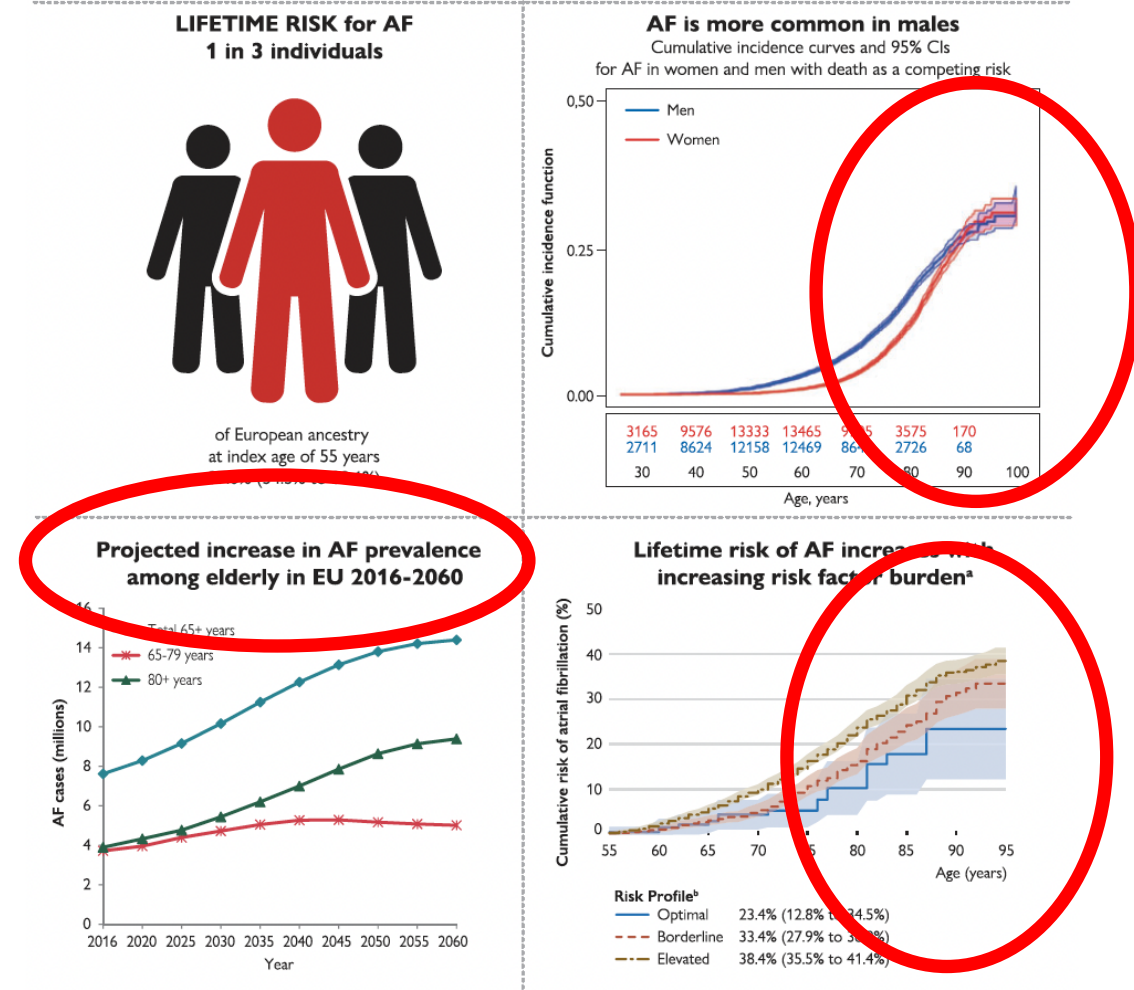 LIFETIME RISK for AF
1 in 3 individuals
of European ancestry
at index age of 55 years
AF is more common in males
Cumulative incidence curves and 95% CIs
for AF in women and men with death as a competing risk
Cumulative incidence function
0,50
0.25
0.00
Men
Women
3165 9576 13333 13465 3575 170
2711 8624 12158 12469 2726 68
30 40 50 60 70 80 90 100
Age, years
Projected increase in AF prevalence
among elderly in EU 2016-2060
AF cases (millions)
16
14
12
10
8
6
4
2
0
Total 65+ years
65-79 years
80+ years
2016 2020 2025 2030 2035 2040 2045 2050 2055 2060
Year
Lifetime risk of AF increases with
increasing risk factor burdenᵃ
Cumulative risk of atrial fibrillation (%)
50
40
30
20
10
0
55 60 65 70 75 80 85 90 95
Age (years)
Risk Profileᵇ
Optimal 23.4% (12.8% to 34.5%)
Borderline 33.4% (27.9% to
Elevated 38.4% (35.5% to 41.4%)